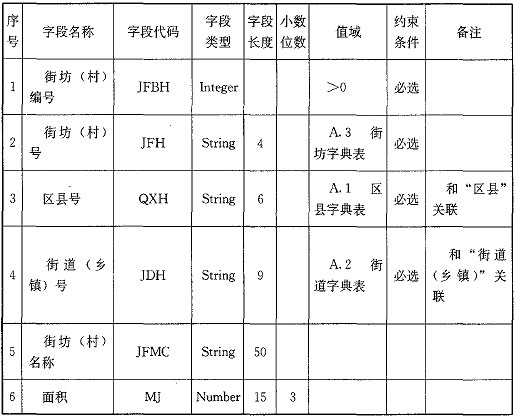 序号 字段名称 字段代码 字段类型 字段长度 小数位数 值域 约束条件 备注
1 街坊（村）编号 JFBH Integer >0 必选
2 街坊（村）号 JFH String 4 A.3 街坊字典表 必选
3 区县号 QXH String 6 A.1 区县字典表 必选 和“区县”关联
4 街道（乡镇）号 JDH String 9 A.2 街道字典表 必选 和“街道（乡镇）”关联
5 街坊（村）名称 JFMC String 50
6 面积 MJ Number 15 3